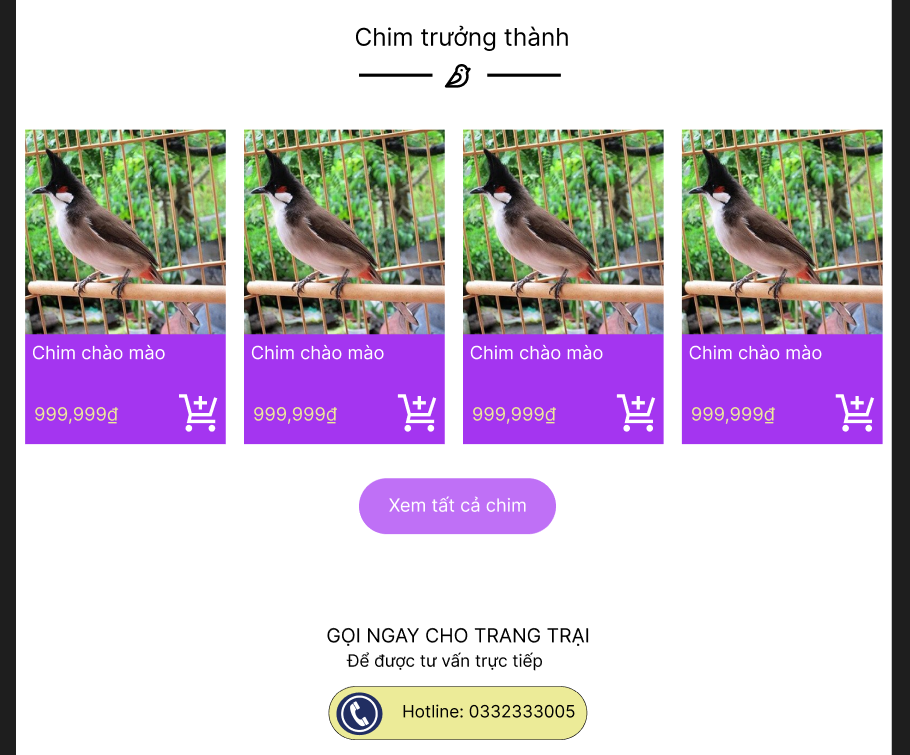 Chim trưởng thành
Chim chào mào
Chim chào mào
Chim chào mào
Chim chào mào
999,999₫
999,999₫
999,999₫
999,999₫
Xem tất cả chim
GỌI NGAY CHO TRANG TRẠI
Để được tư vấn trực tiếp
Hotline: 0332333005